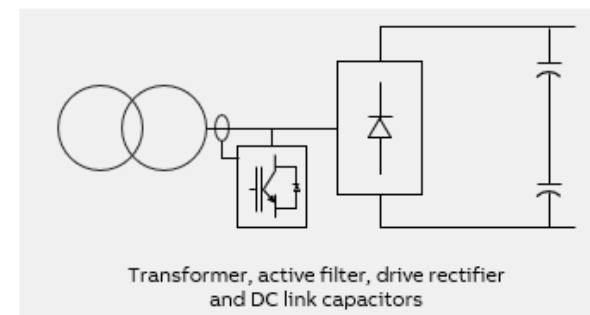 Transformer, active filter, drive rectifier
and DC link capacitors